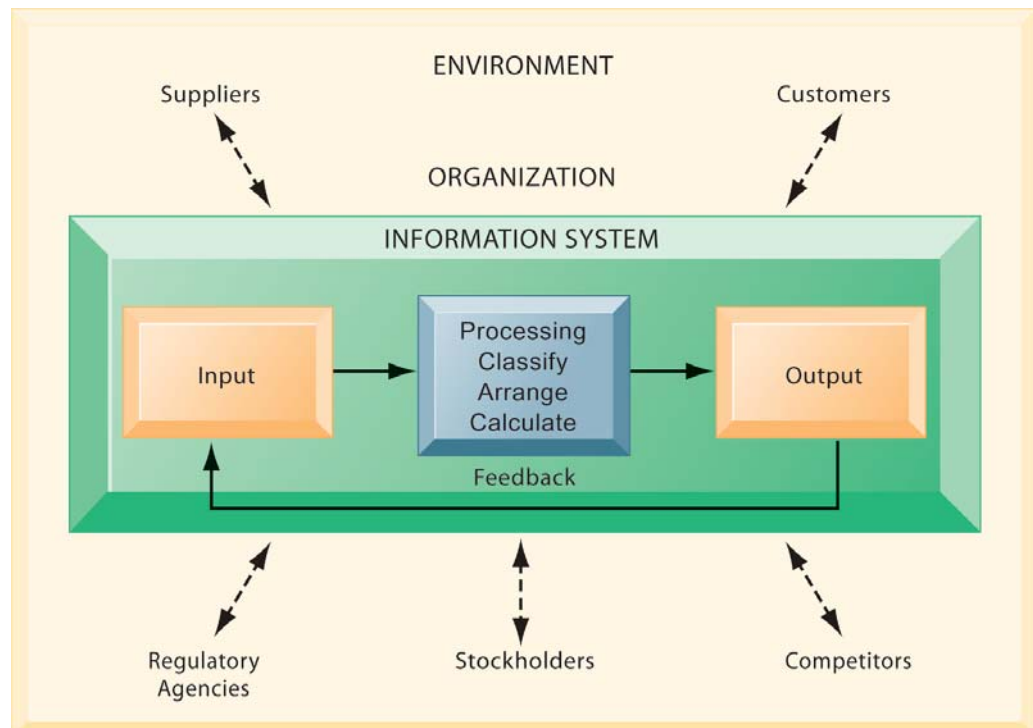 ENVIRONMENT
Suppliers
Customers
ORGANIZATION
INFORMATION SYSTEM
Input
Processing
Classify
Arrange
Calculate
Output
Feedback
Regulatory
Agencies
Stockholders
Competitors